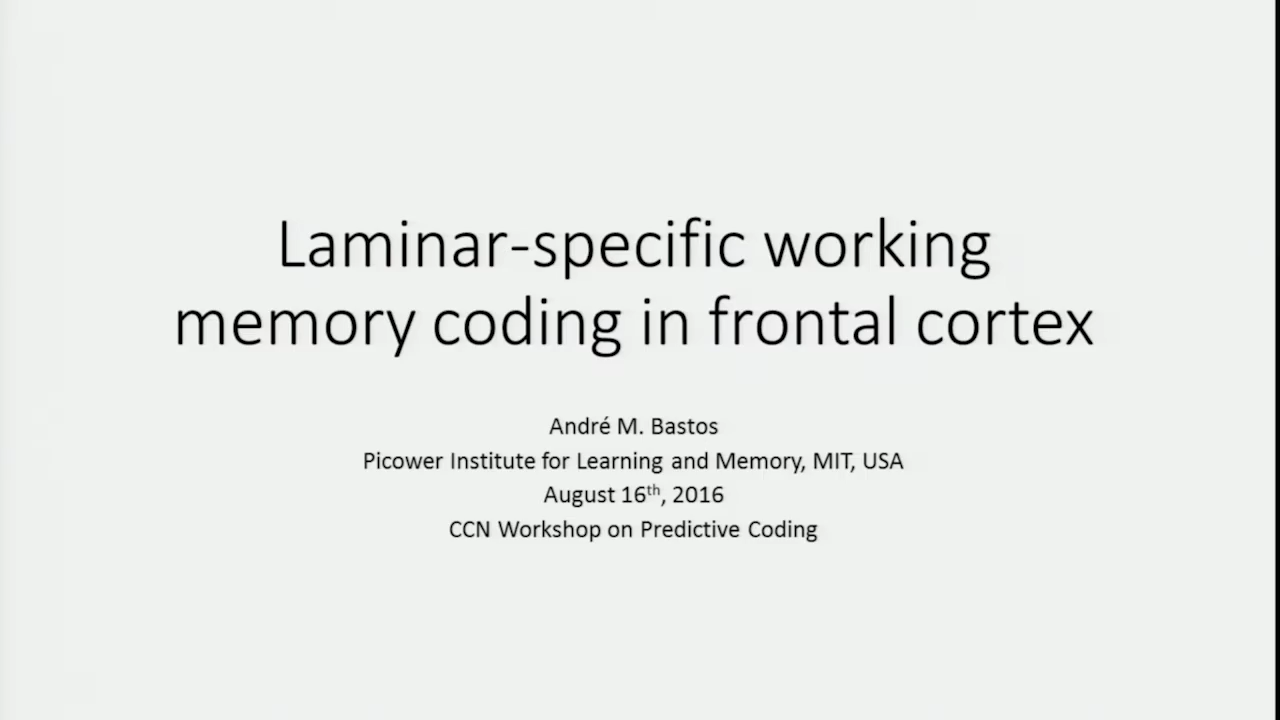 Laminar-specific working
memory coding in frontal cortex
André M. Bastos
Picower Institute for Learning and Memory, MIT, USA
August 16th, 2016
CCN Workshop on Predictive Coding